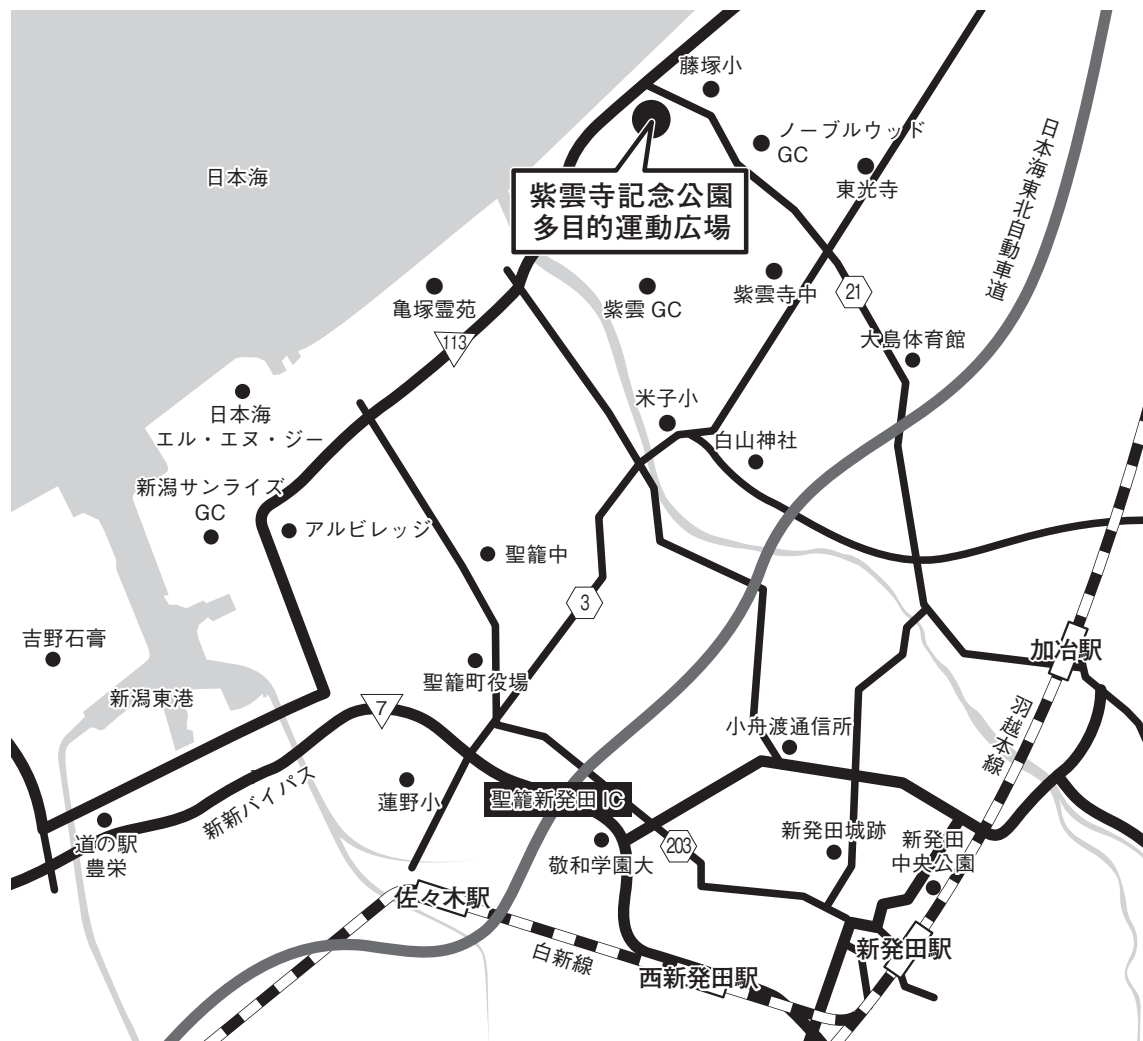 藤塚小
ノーブルウッド
GC
東光寺
日本海
紫雲寺記念公園
多目的運動広場
日本海東北自動車道
亀塚霊苑
紫雲 GC
紫雲寺中
21
113
大島体育館
日本海
エル・エヌ・ジー
米子小
白山神社
新潟サンライズ
GC
アルビレッジ
聖籠中
3
吉野石膏
加治駅
聖籠町役場
新潟東港
7
小舟渡通信所
羽越本線
新新バイパス
蓮野小
聖籠新発田 IC
道の駅
豊栄
敬和学園大
203
新発田城跡
新発田
中央公園
佐々木駅
白新線
西新発田駅
新発田駅